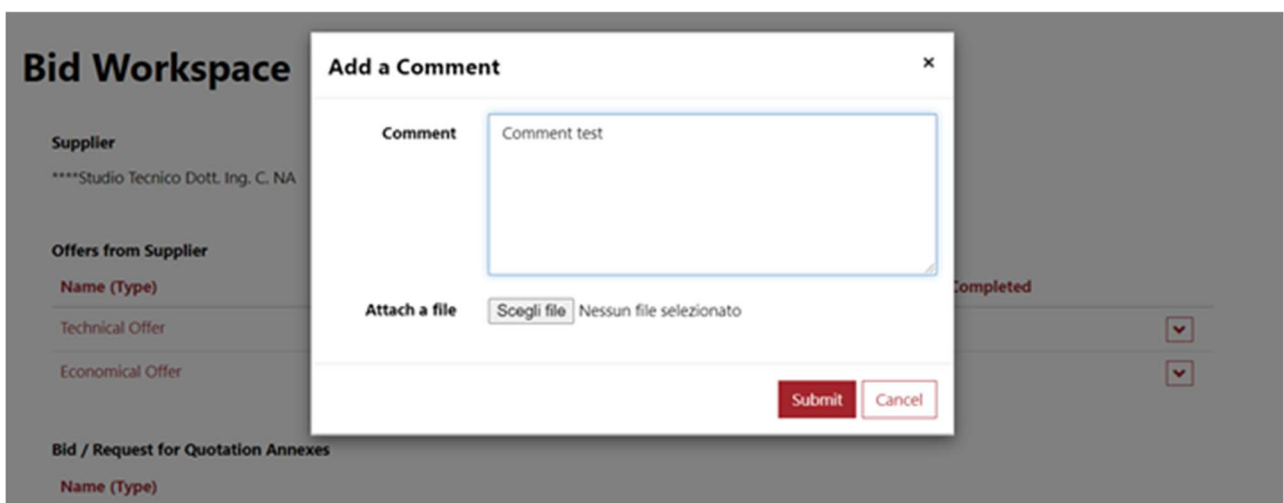 Bid Workspace
Add a Comment
×
Supplier
****Studio Tecnico Dott. Ing. C. NA
Comment
Comment test
Offers from Supplier
Name (Type)
Completed
Attach a file
Scegli file Nessun file selezionato
Technical Offer
Economical Offer
Submit
Cancel
Bid / Request for Quotation Annexes
Name (Type)